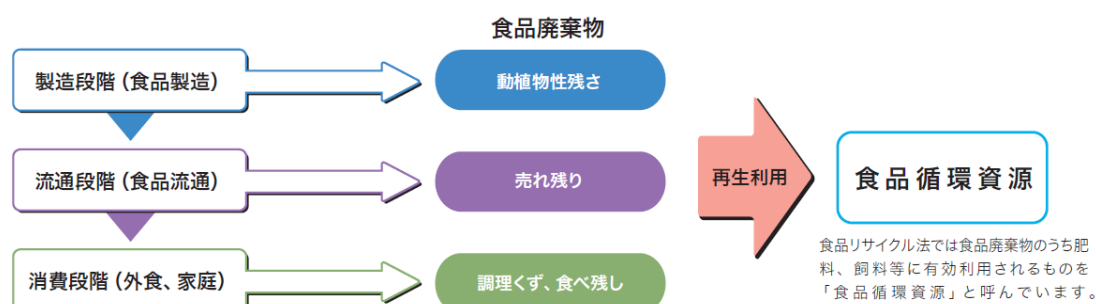 食品廃棄物
製造段階（食品製造）
動植物性残さ
流通段階（食品流通）
売れ残り
消費段階（外食、家庭）
調理くず、食べ残し
再生利用
食品循環資源
食品リサイクル法では食品廃棄物のうち肥
料、飼料等に有効利用されるものを
「食品循環資源」と呼んでいます。